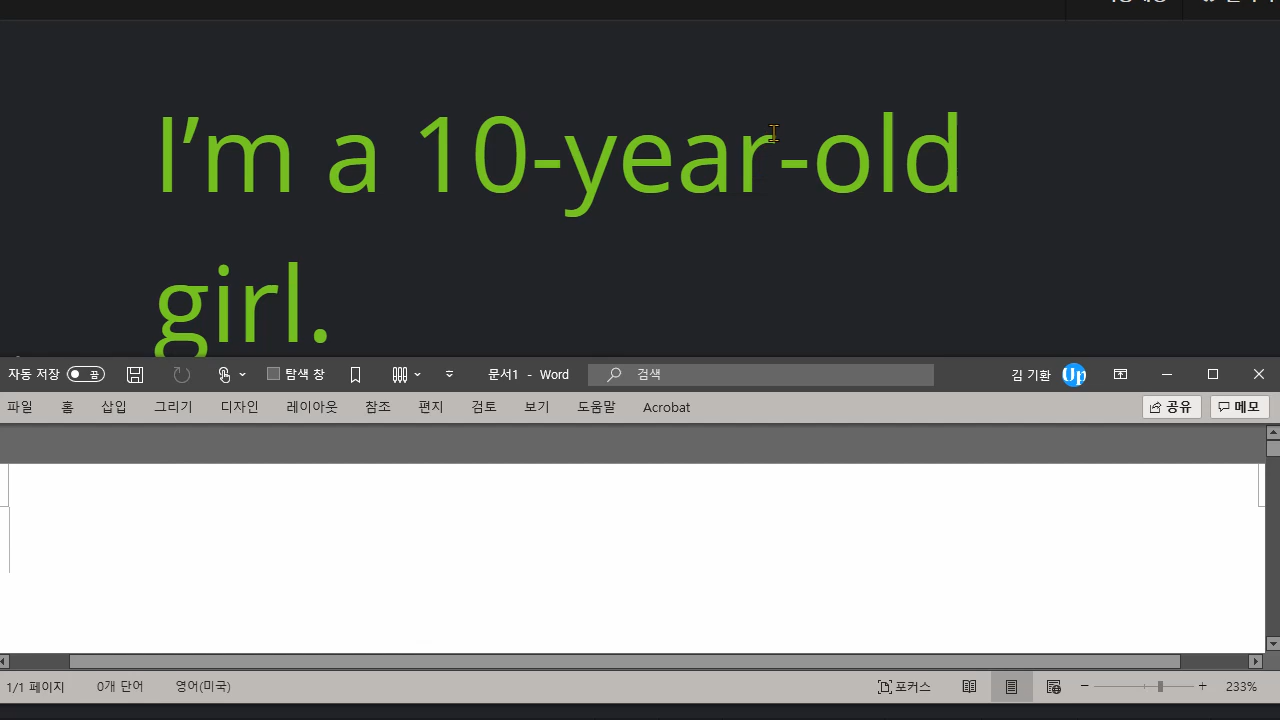 I’m a 10-year-old
girl.
자동 저장 끔 탐색 창 문서1 - Word 검색 김 기환 Up
파일 홈 삽입 그리기 디자인 레이아웃 참조 편지 검토 보기 도움말 Acrobat 공유 메모
1/1 페이지 0개 단어 영어(미국) 포커스 233%